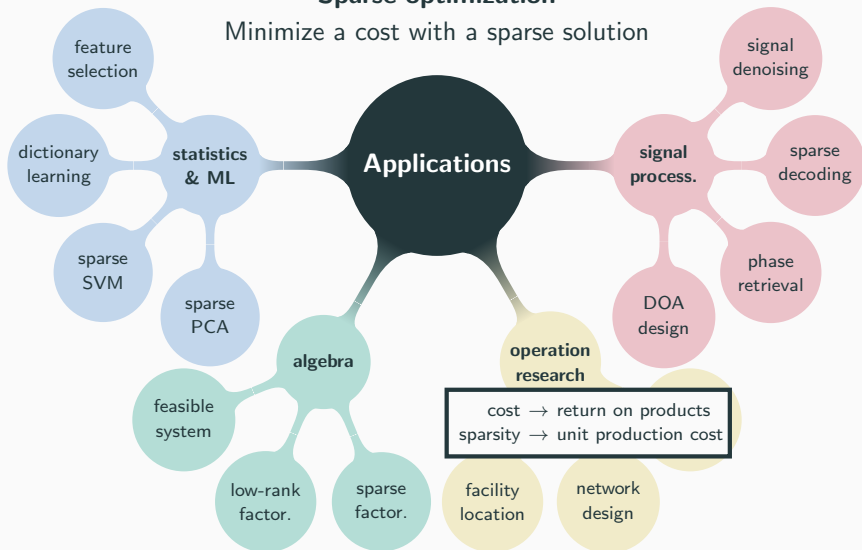 Sparse optimization
Minimize a cost with a sparse solution
Applications
statistics
& ML
feature
selection
dictionary
learning
sparse
SVM
sparse
PCA
algebra
feasible
system
low-rank
factor.
sparse
factor.
operation
research
cost → return on products
sparsity → unit production cost
facility
location
network
design
signal
process.
DOA
design
phase
retrieval
sparse
decoding
signal
denoising